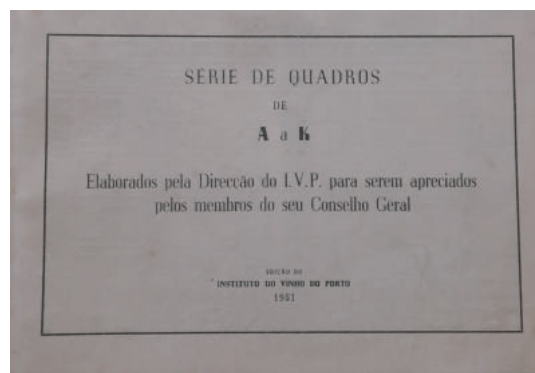 SÉRIE DE QUADROS
DE
A a K
Elaborados pela Direcção do I.V.P. para serem apreciados
pelos membros do seu Conselho Geral
EDIÇÃO DO
INSTITUTO DO VINHO DO PORTO
1951